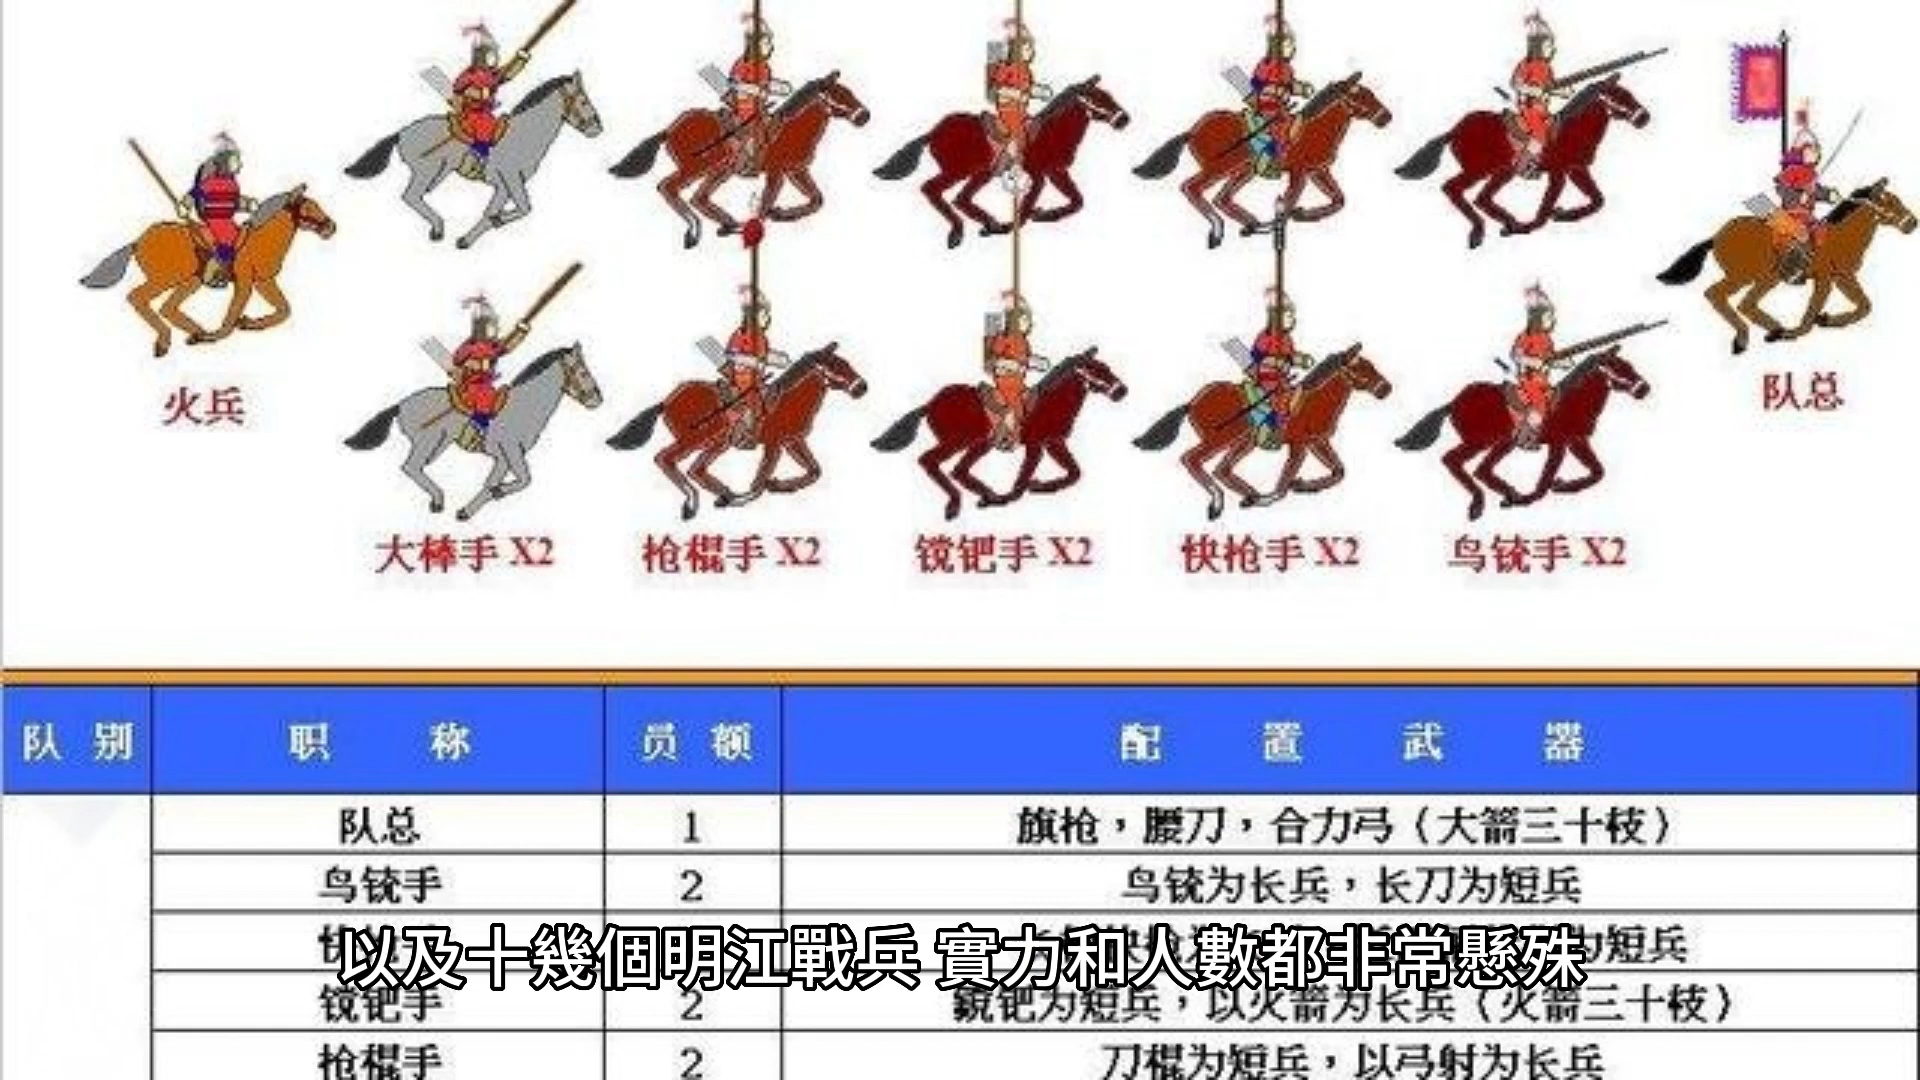 火兵
队总
大棒手 X2
枪棍手 X2
镋钯手 X2
快枪手 X2
鸟铳手 X2
队别 职称 员额 配置武器
队总 1 旗枪，腰刀，合力弓（大箭三十枝）
鸟铳手 2 鸟铳为长兵，长刀为短兵
为短兵
以及十幾個明江戰兵 實力和人數都非常懸殊
镋钯手 2 镋钯为短兵，以火箭为长兵（火箭三十枝）
枪棍手 2 刀棍为短兵，以弓射为长兵